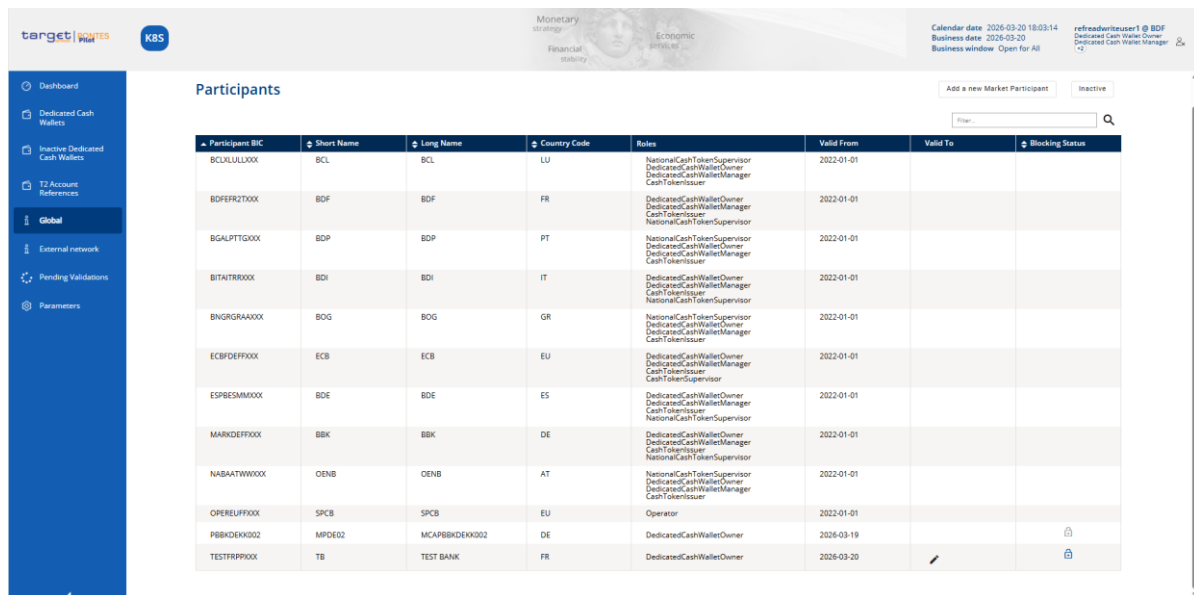 target | PONTES
Pilot
K8S
Monetary
strategy
Financial
stability
Economic
services
Calendar date 2026-03-20 18:03:14
Business date 2026-03-20
Business window Open for All
refreadwriteuser1 @ BDF
Dedicated Cash Wallet Owner
Dedicated Cash Wallet Manager
+2
Dashboard
Dedicated Cash
Wallets
Inactive Dedicated
Cash Wallets
T2 Account
References
Global
External network
Pending Validations
Parameters
Participants
Add a new Market Participant Inactive
Filter...
Participant BIC Short Name Long Name Country Code Roles Valid From Valid To Blocking Status
BCLXLULLXXX BCL BCL LU NationalCashTokenSupervisor 2022-01-01
DedicatedCashWalletOwner
DedicatedCashWalletManager
CashTokenIssuer
BDFEFR2TXXX BDF BDF FR DedicatedCashWalletOwner 2022-01-01
DedicatedCashWalletManager
CashTokenIssuer
NationalCashTokenSupervisor
BGALPTTGXXX BDP BDP PT NationalCashTokenSupervisor 2022-01-01
DedicatedCashWalletOwner
DedicatedCashWalletManager
CashTokenIssuer
BITAITRRXXX BDI BDI IT DedicatedCashWalletOwner 2022-01-01
DedicatedCashWalletManager
CashTokenIssuer
NationalCashTokenSupervisor
BNGRGRAAXXX BOG BOG GR NationalCashTokenSupervisor 2022-01-01
DedicatedCashWalletOwner
DedicatedCashWalletManager
CashTokenIssuer
ECBFDEFFXXX ECB ECB EU DedicatedCashWalletOwner 2022-01-01
DedicatedCashWalletManager
CashTokenIssuer
CashTokenSupervisor
ESPBESMMXXX BDE BDE ES DedicatedCashWalletOwner 2022-01-01
DedicatedCashWalletManager
CashTokenIssuer
NationalCashTokenSupervisor
MARKDEFFXXX BBK BBK DE DedicatedCashWalletOwner 2022-01-01
DedicatedCashWalletManager
CashTokenIssuer
NationalCashTokenSupervisor
NABAATWWXXX OENB OENB AT NationalCashTokenSupervisor 2022-01-01
DedicatedCashWalletOwner
DedicatedCashWalletManager
CashTokenIssuer
OPEREUFFXXX SPCB SPCB EU Operator 2022-01-01
PBBKDEKK002 MPDE02 MCAPBBKDEKK002 DE DedicatedCashWalletOwner 2026-03-19
TESTFRPPXXX TB TEST BANK FR DedicatedCashWalletOwner 2026-03-20